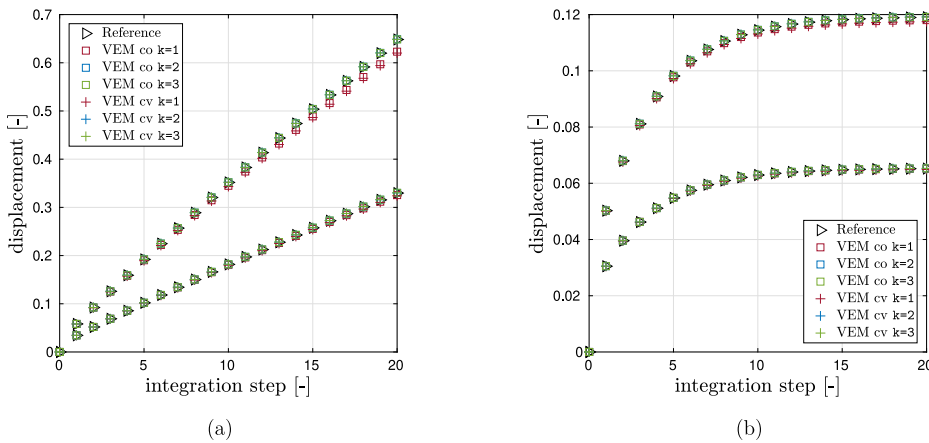 0.7
0.6
0.5
0.4
0.3
0.2
0.1
0
displacement [-]
Reference
VEM co k=1
VEM co k=2
VEM co k=3
VEM cv k=1
VEM cv k=2
VEM cv k=3
0 5 10 15 20
integration step [-]
(a)
0.12
0.1
0.08
0.06
0.04
0.02
0
displacement [-]
Reference
VEM co k=1
VEM co k=2
VEM co k=3
VEM cv k=1
VEM cv k=2
VEM cv k=3
0 5 10 15 20
integration step [-]
(b)